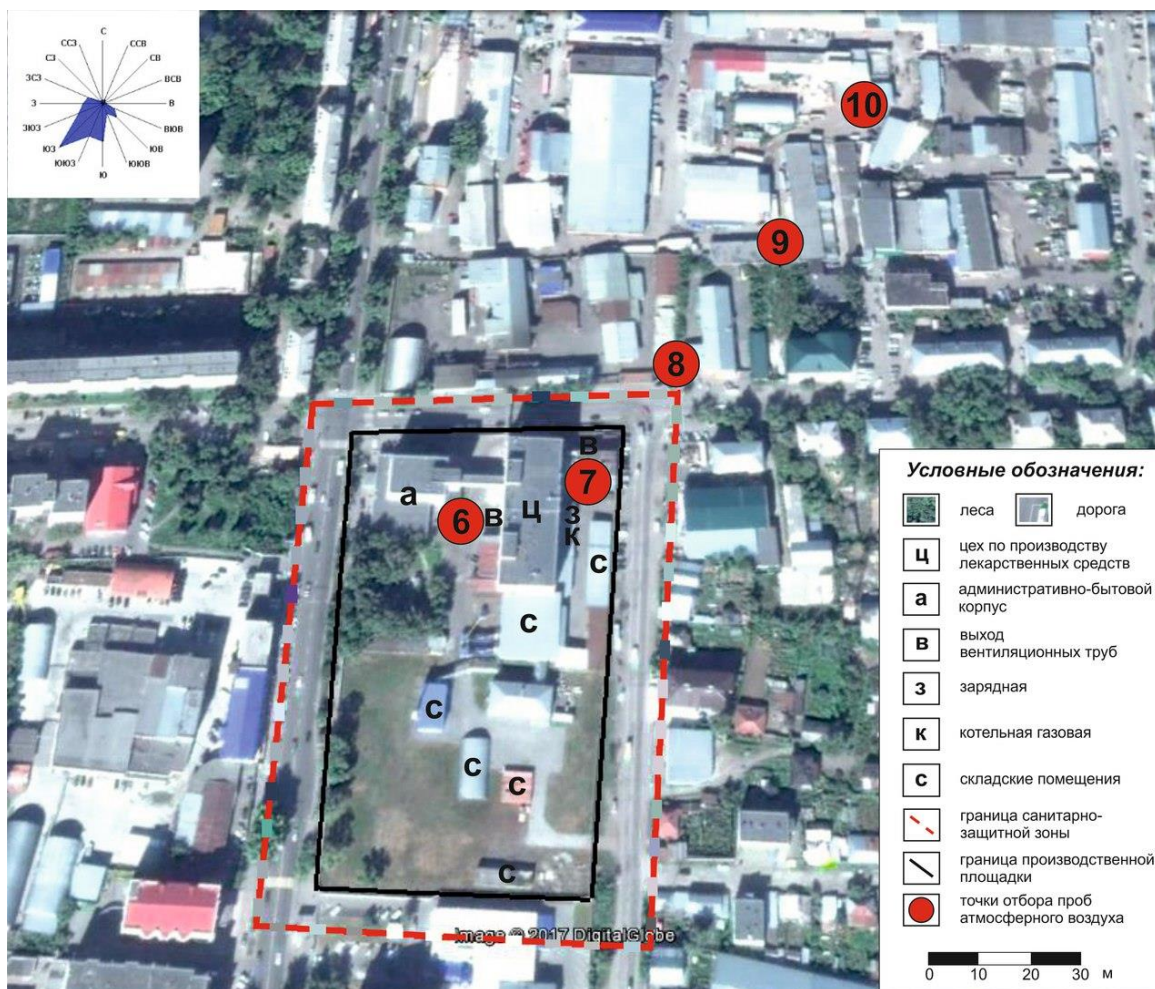 С
ССЗ
ССВ
СЗ
СВ
ЗСЗ
ВСВ
З
В
ЗЮЗ
ВЮВ
ЮЗ
ЮВ
ЮЮЗ
ЮЮВ
Ю
10
9
8
в
7
а
6
в
ц
з
к
с
с
с
с
с
с
Image © 2017 DigitalGlobe
Условные обозначения:
леса
дорога
ц
цех по производству
лекарственных средств
а
административно-бытовой
корпус
в
выход
вентиляционных труб
з
зарядная
к
котельная газовая
с
складские помещения
граница санитарно-
защитной зоны
граница производственной
площадки
точки отбора проб
атмосферного воздуха
0 10 20 30 м